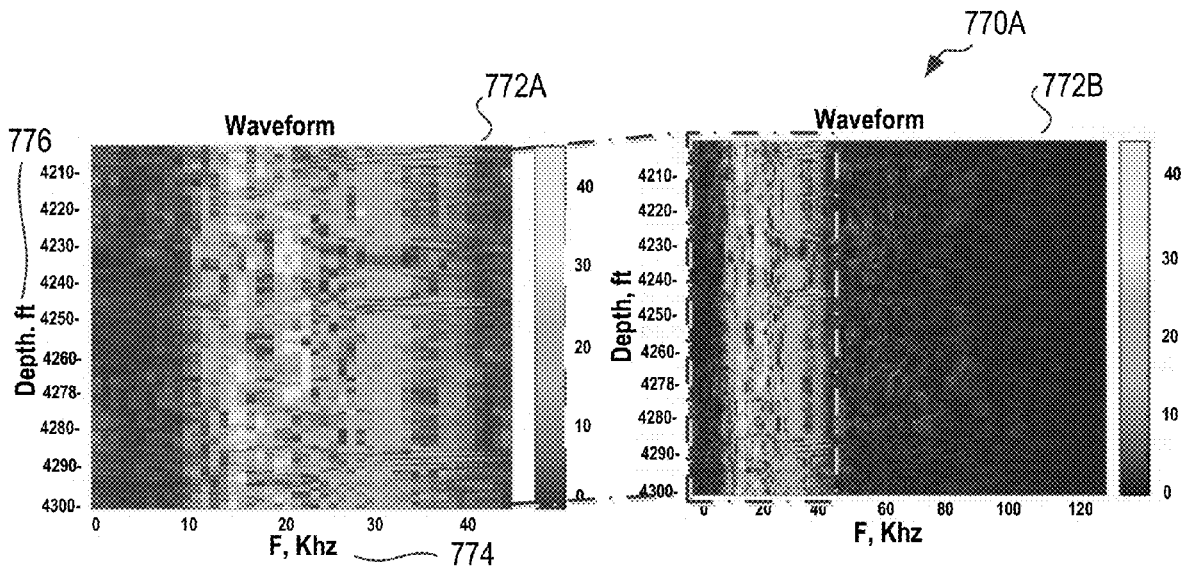 770A
772A
772B
776
Waveform
Waveform
Depth. ft
4210-
4220-
4230-
4240-
4250-
4260-
4278-
4280-
4290-
4300-
0 10 20 30 40
F, Khz
774
40
30
20
10
0
Depth, ft
4210-
4220-
4230-
4240-
4250-
4260-
4278-
4280-
4290-
4300-
0 20 40 60 80 100 120
F, Khz
40
30
20
10
0